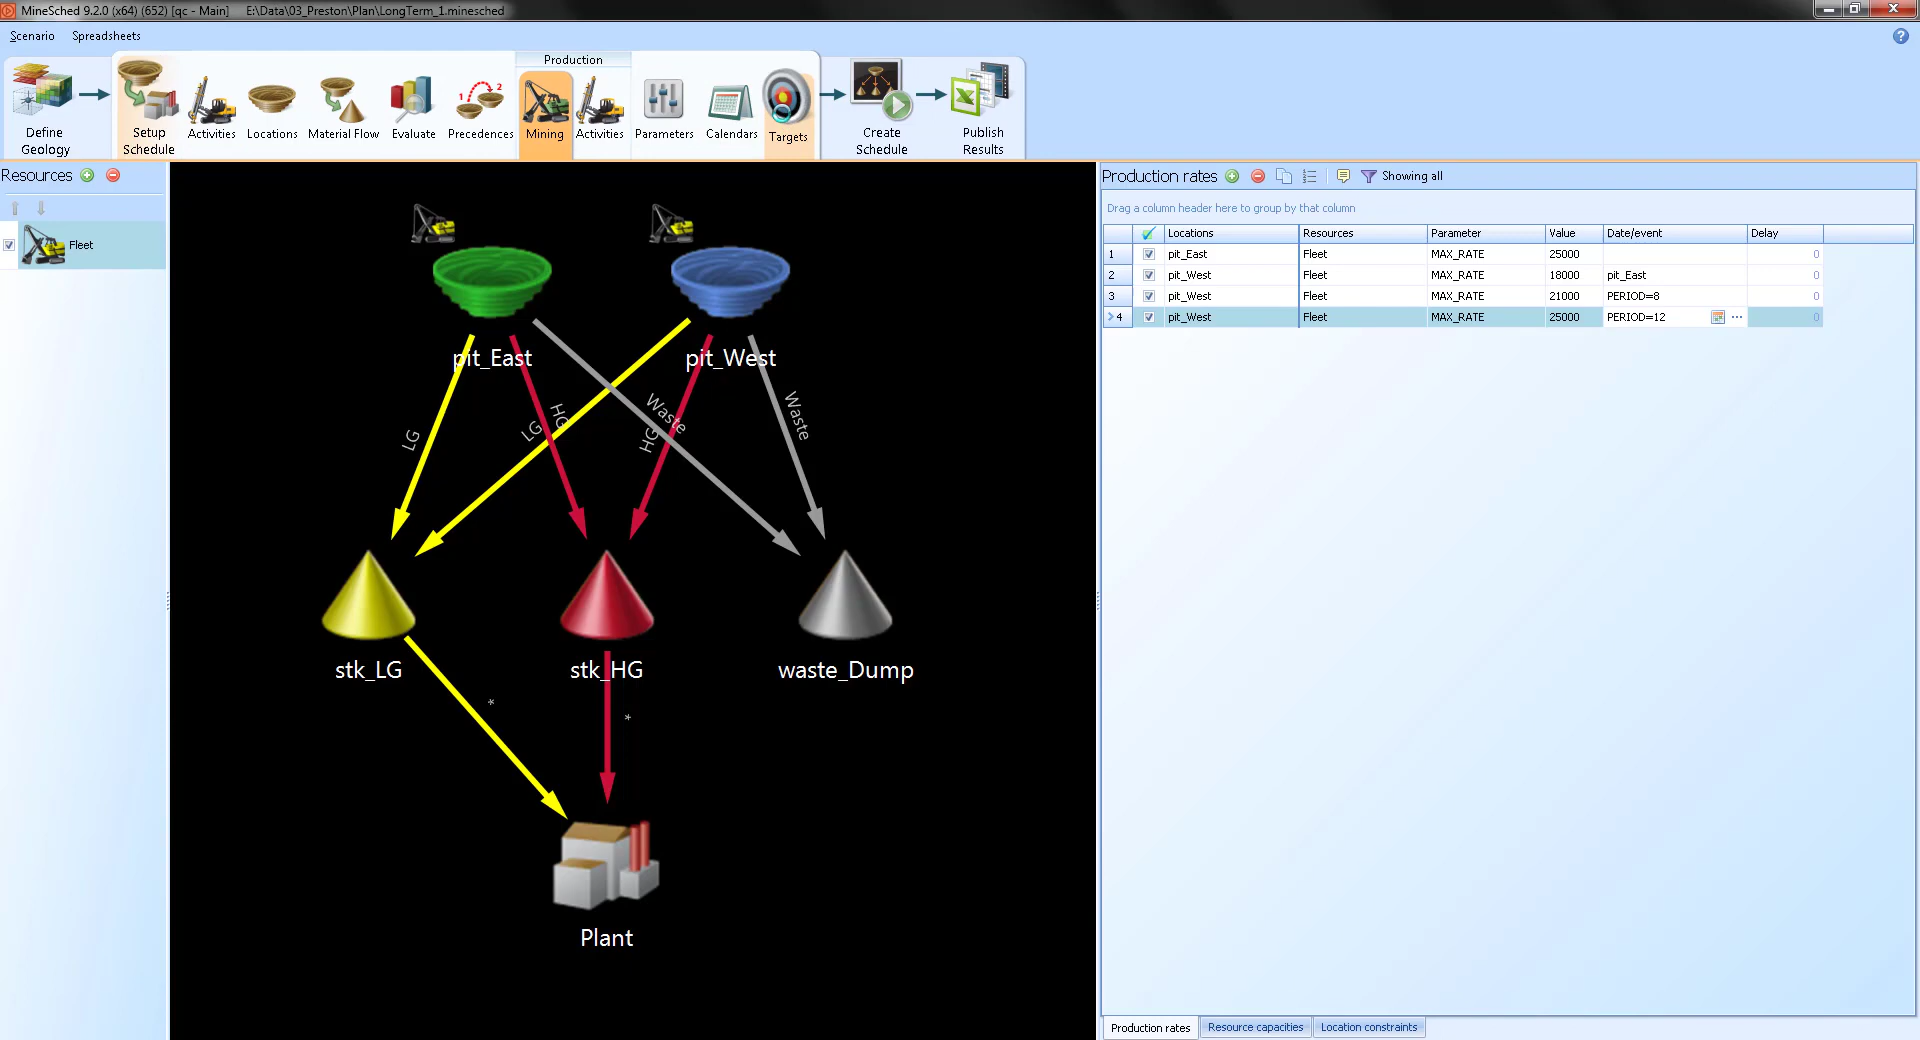 MineSched 9.2.0 (x64) (652) [qc - Main] E:\Data\03_Preston\Plan\LongTerm_1.minesched
Scenario Spreadsheets
Production
Define Geology
Setup Schedule
Activities
Locations
Material Flow
Evaluate
Precedences
Mining
Activities
Parameters
Calendars
Targets
Create Schedule
Publish Results
Resources
Fleet
pit_East
pit_West
LG
HG
LG
Waste
HG
Waste
stk_LG
stk_HG
waste_Dump
*
*
Plant
Production rates Showing all
Drag a column header here to group by that column
Locations Resources Parameter Value Date/event Delay
1 pit_East Fleet MAX_RATE 25000 0
2 pit_West Fleet MAX_RATE 18000 pit_East 0
3 pit_West Fleet MAX_RATE 21000 PERIOD=8 0
4 pit_West Fleet MAX_RATE 25000 PERIOD=12 ... 0
Production rates Resource capacities Location constraints